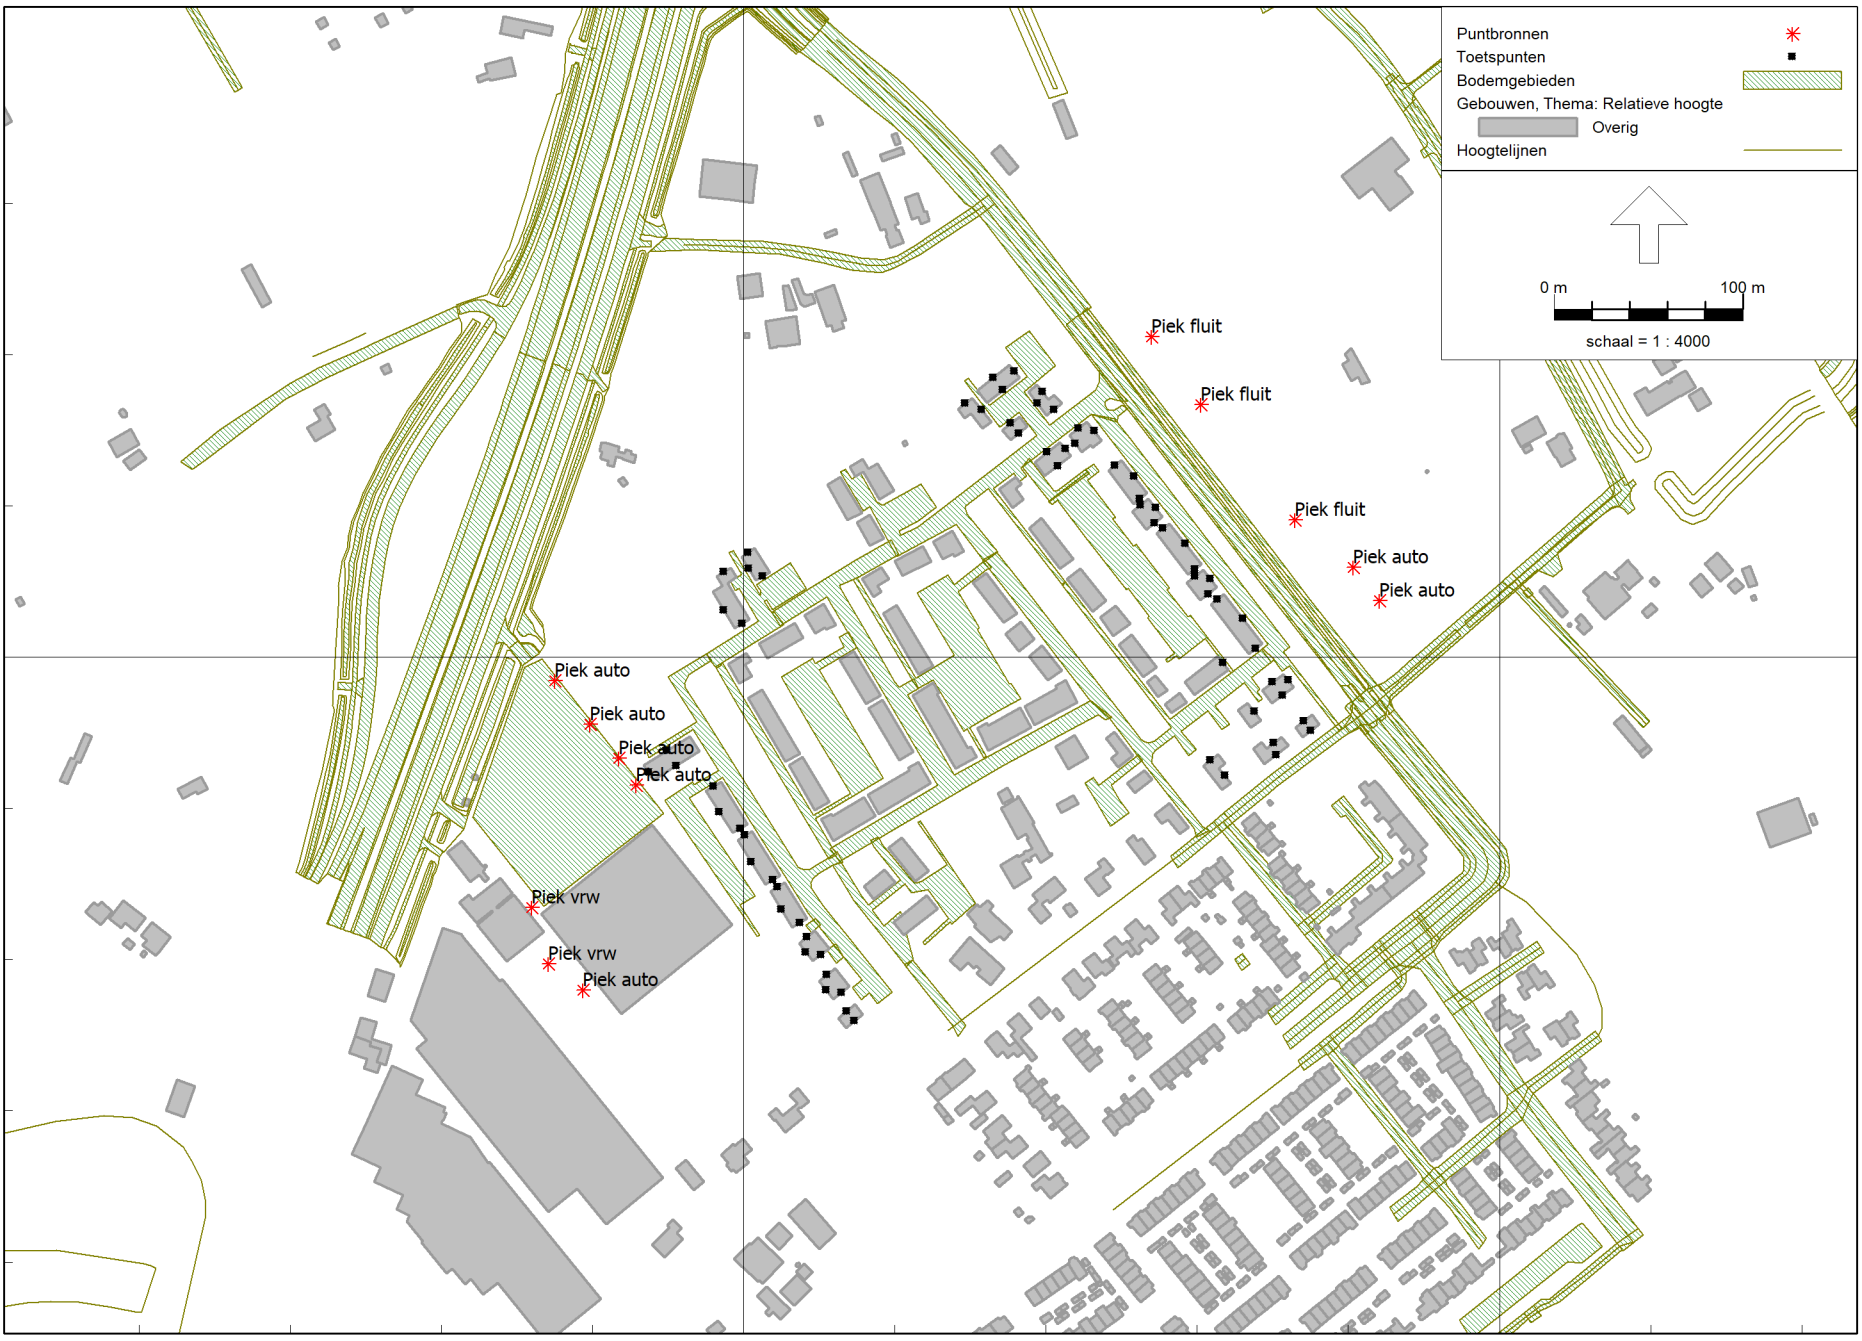 Puntbronnen
Toetspunten
Bodemgebieden
Gebouwen, Thema: Relatieve hoogte
Overig
Hoogtelijnen
0 m 100 m
schaal = 1 : 4000
Piek fluit
Piek fluit
Piek fluit
Piek auto
Piek auto
Piek auto
Piek auto
Piek auto
Piek auto
Piek vrw
Piek vrw
Piek auto